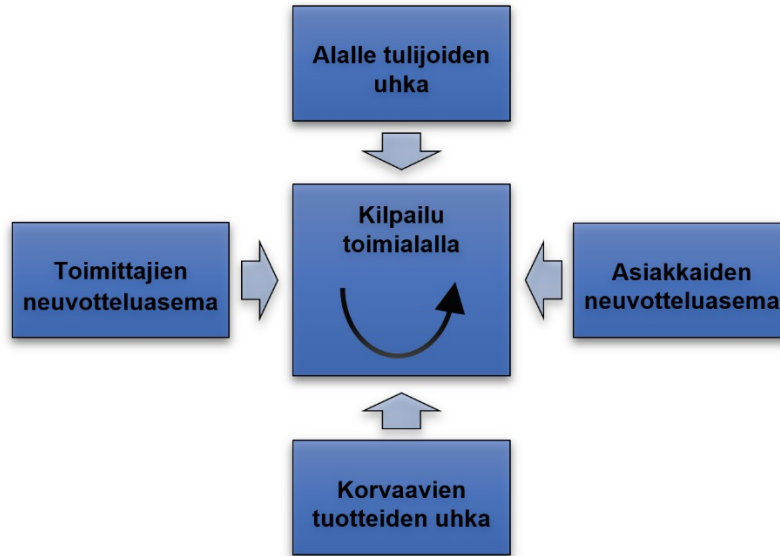 Alalle tulijoiden
uhka
Kilpailu
toimialalla
Toimittajien
neuvotteluasema
Asiakkaiden
neuvotteluasema
Korvaavien
tuotteiden uhka